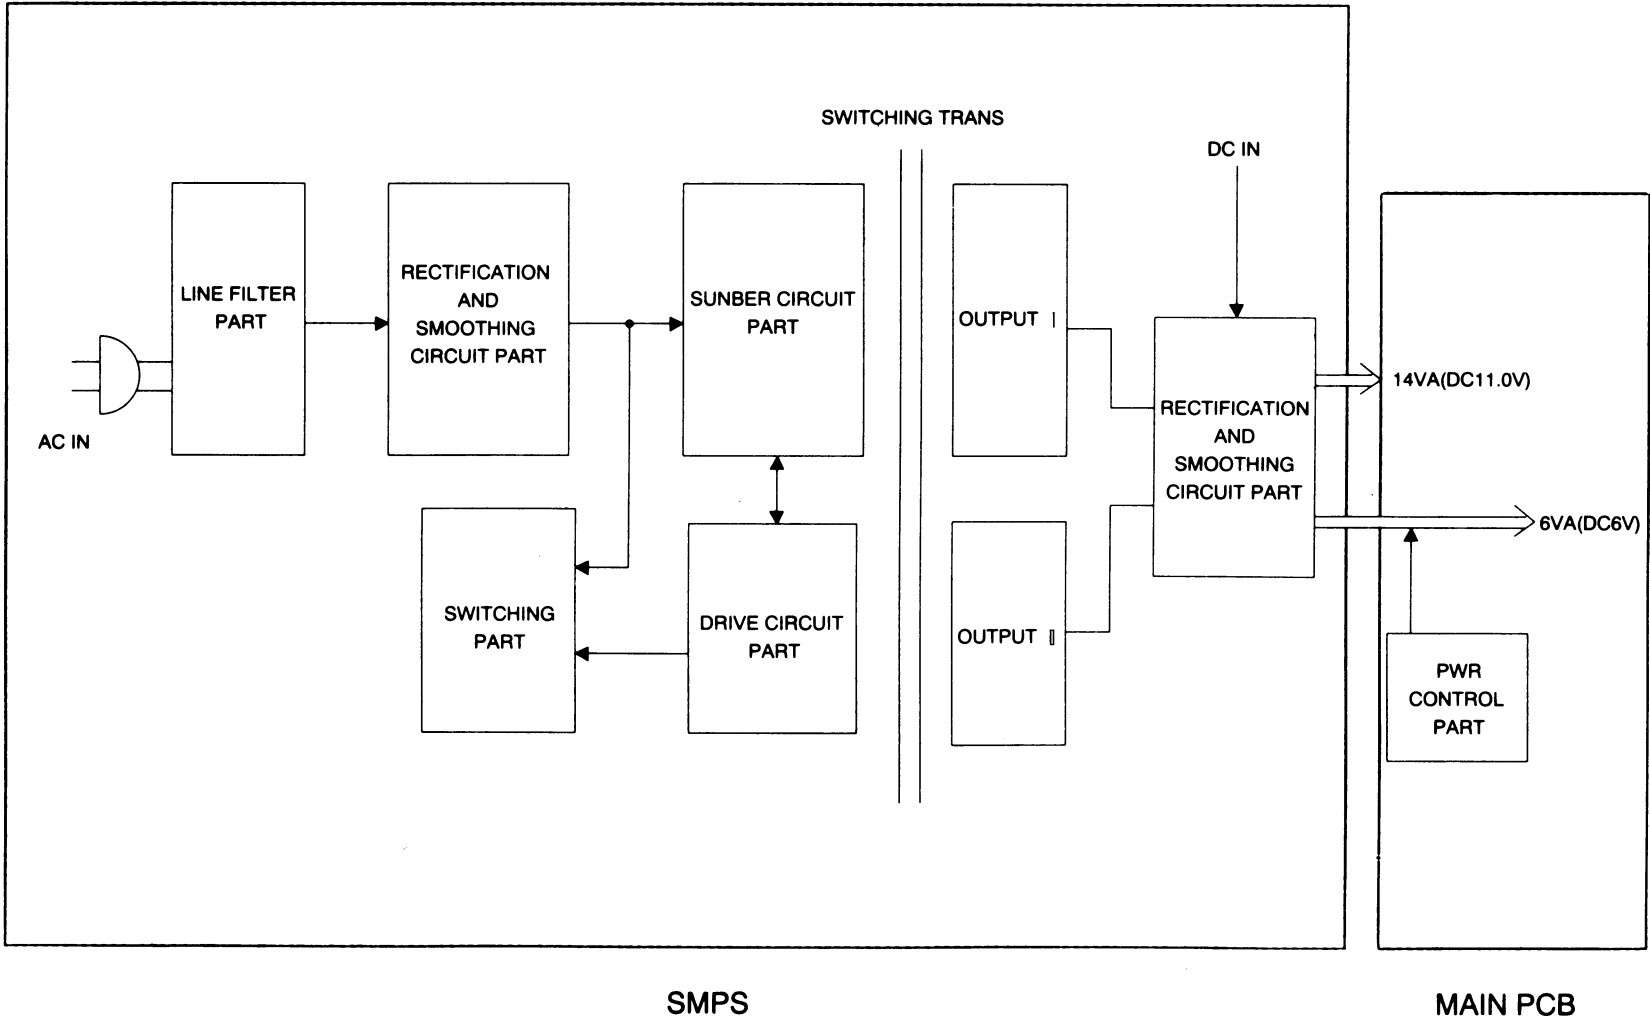 SWITCHING TRANS
DC IN
LINE FILTER
PART
RECTIFICATION
AND
SMOOTHING
CIRCUIT PART
SUNBER CIRCUIT
PART
OUTPUT I
AC IN
RECTIFICATION
AND
SMOOTHING
CIRCUIT PART
14VA(DC11.0V)
6VA(DC6V)
SWITCHING
PART
DRIVE CIRCUIT
PART
OUTPUT II
PWR
CONTROL
PART
SMPS
MAIN PCB